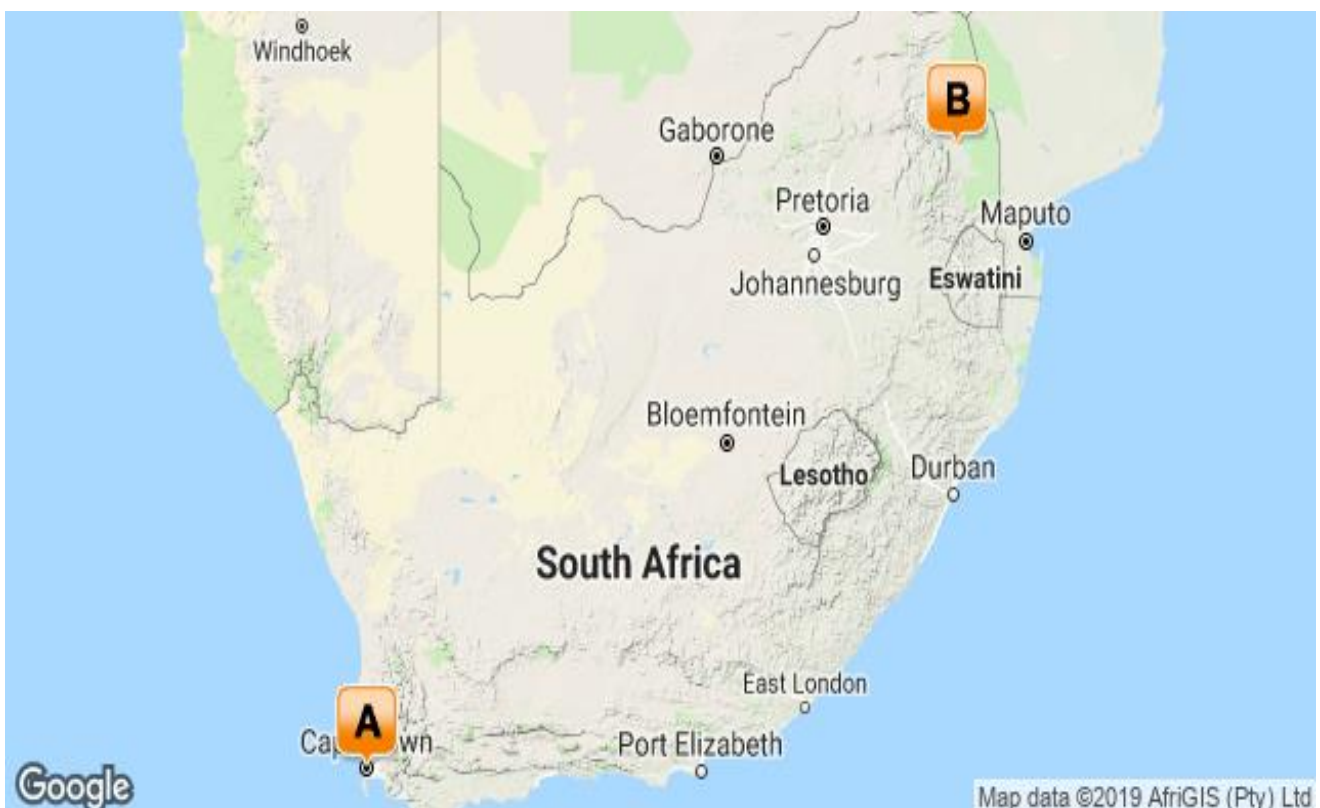 Windhoek
B
Gaborone
Pretoria
Maputo
Johannesburg
Eswatini
Bloemfontein
Lesotho
Durban
South Africa
East London
A
Port Elizabeth
Google
Map data ©2019 AfriGIS (Pty) Ltd